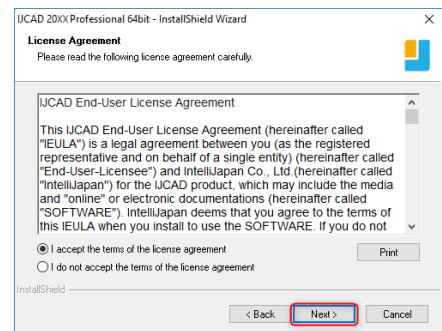 IJCAD 20XX Professional 64bit - InstallShield Wizard
License Agreement
Please read the following license agreement carefully.
IJCAD End-User License Agreement
This IJCAD End-User License Agreement (hereinafter called
"IEULA") is a legal agreement between you (as the registered
representative and on behalf of a single entity) (hereinafter called
"End-User-Licensee") and IntelliJapan Co., Ltd.(hereinafter called
"IntelliJapan") for the IJCAD product, which may include the media
and "online" or electronic documentations (hereinafter called
"SOFTWARE"). IntelliJapan deems that you agree to the terms of
this IEULA when you install to use the SOFTWARE. If you do not
I accept the terms of the license agreement
Print
I do not accept the terms of the license agreement
InstallShield
< Back
Next >
Cancel